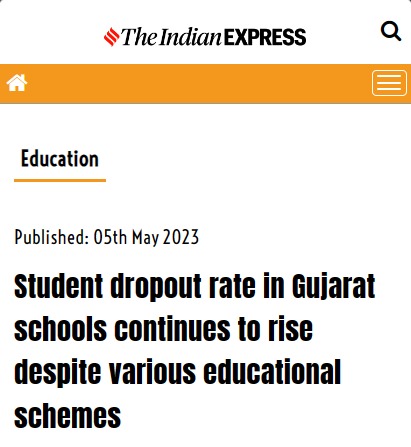 The Indian EXPRESS
Education
Published: 05th May 2023
Student dropout rate in Gujarat
schools continues to rise
despite various educational
schemes